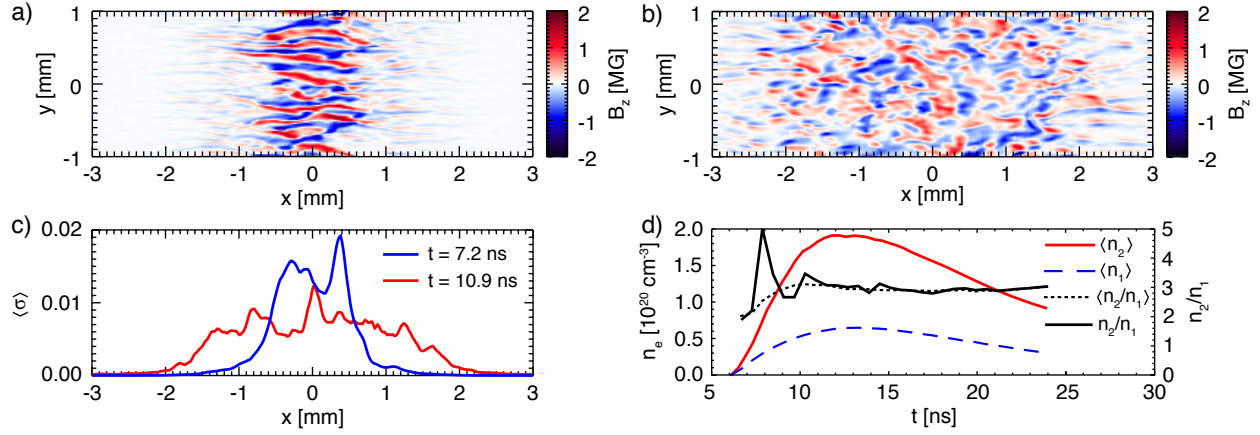 a)
y [mm]
1
0
-1
-3 -2 -1 0 1 2 3
x [mm]
2
1
0
-1
-2
B_z [MG]
b)
y [mm]
1
0
-1
-3 -2 -1 0 1 2 3
x [mm]
2
1
0
-1
-2
B_z [MG]
c)
⟨σ⟩
0.02
0.01
0.00
-3 -2 -1 0 1 2 3
x [mm]
t = 7.2 ns
t = 10.9 ns
d)
n_e [10^20 cm^-3]
2.0
1.5
1.0
0.5
0.0
5 10 15 20 25 30
t [ns]
5
4
3
2
1
0
n_2/n_1
⟨n_2⟩
⟨n_1⟩
⟨n_2/n_1⟩
n_2/n_1